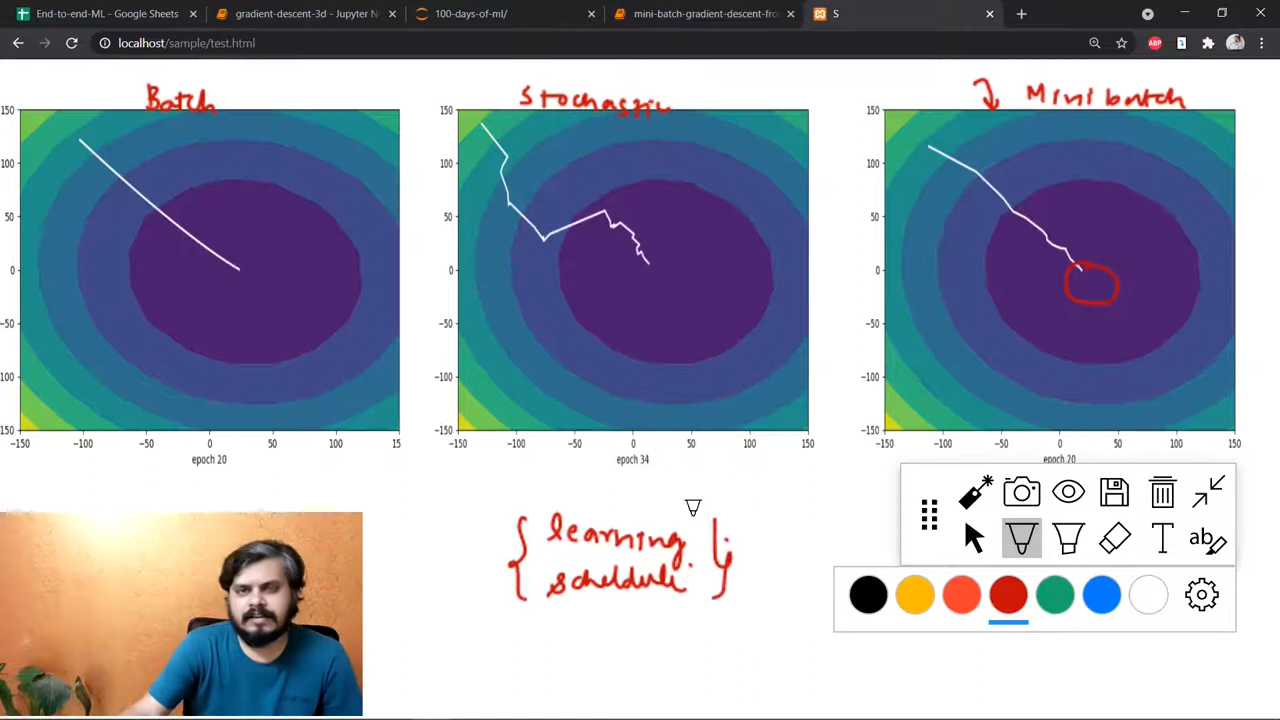 End-to-end-ML - Google Sheets
gradient-descent-3d - Jupyter N
100-days-of-ml/
mini-batch-gradient-descent-fro
S
localhost/sample/test.html
ABP
Batch
Stochastic
Mini batch
150
100
50
0
−50
−100
−150
−150 −100 −50 0 50 100 15
epoch 20
150
100
50
0
−50
−100
−150
−150 −100 −50 0 50 100 150
epoch 34
150
100
50
0
−50
−100
−150
−150 −100 −50 0 50 100 150
epoch 20
{ learning
schedule. }
T
ab